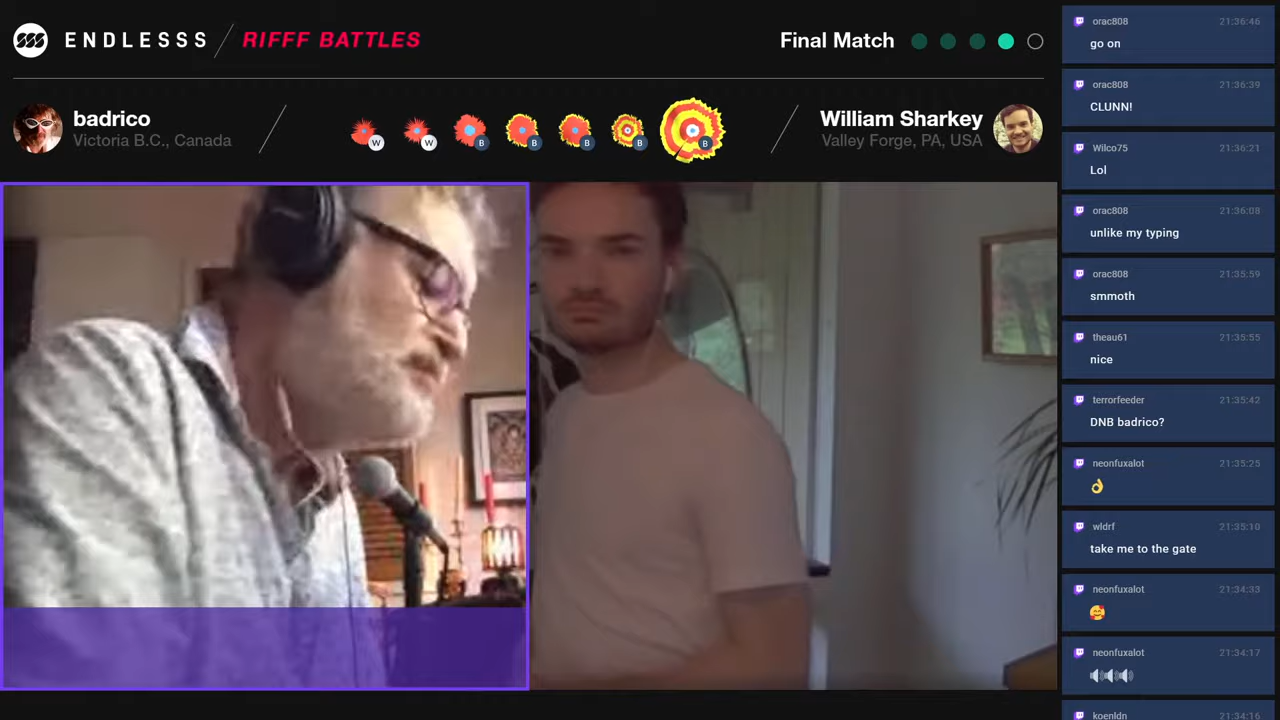 ENDLESSS / RIFFF BATTLES
Final Match
badrico
Victoria B.C., Canada
W
W
B
B
B
B
B
William Sharkey
Valley Forge, PA, USA
orac808 21:36:46
go on
orac808 21:36:39
CLUNN!
Wilco75 21:36:21
Lol
orac808 21:36:08
unlike my typing
orac808 21:35:59
smmoth
theau61 21:35:55
nice
terrorfeeder 21:35:42
DNB badrico?
neonfuxalot 21:35:25
👌
wldrf 21:35:10
take me to the gate
neonfuxalot 21:34:33
🥰
neonfuxalot 21:34:17
🔊🔊🔊
koenldn 21:34:16